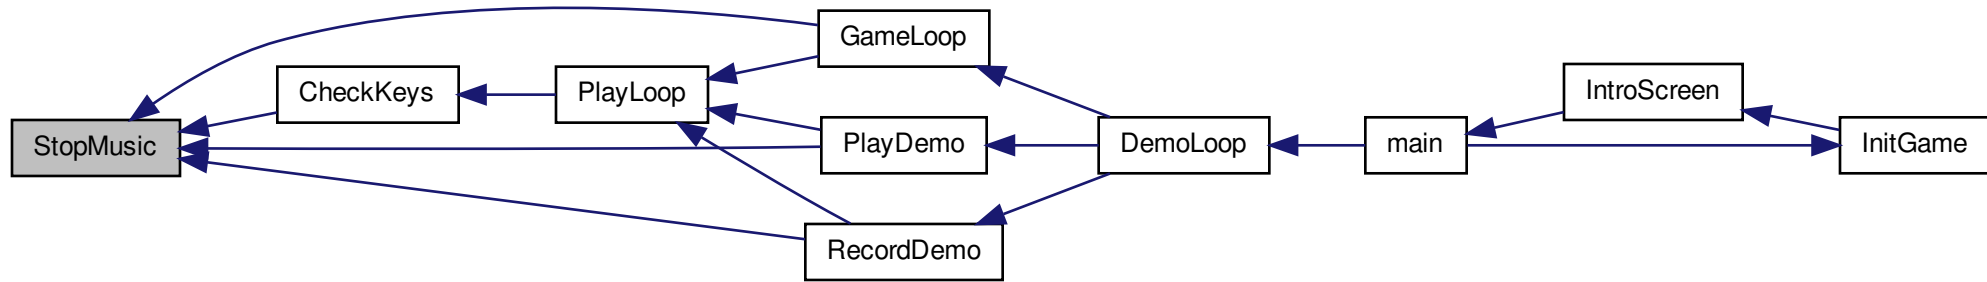 StopMusic
CheckKeys
PlayLoop
GameLoop
PlayDemo
RecordDemo
DemoLoop
main
IntroScreen
InitGame